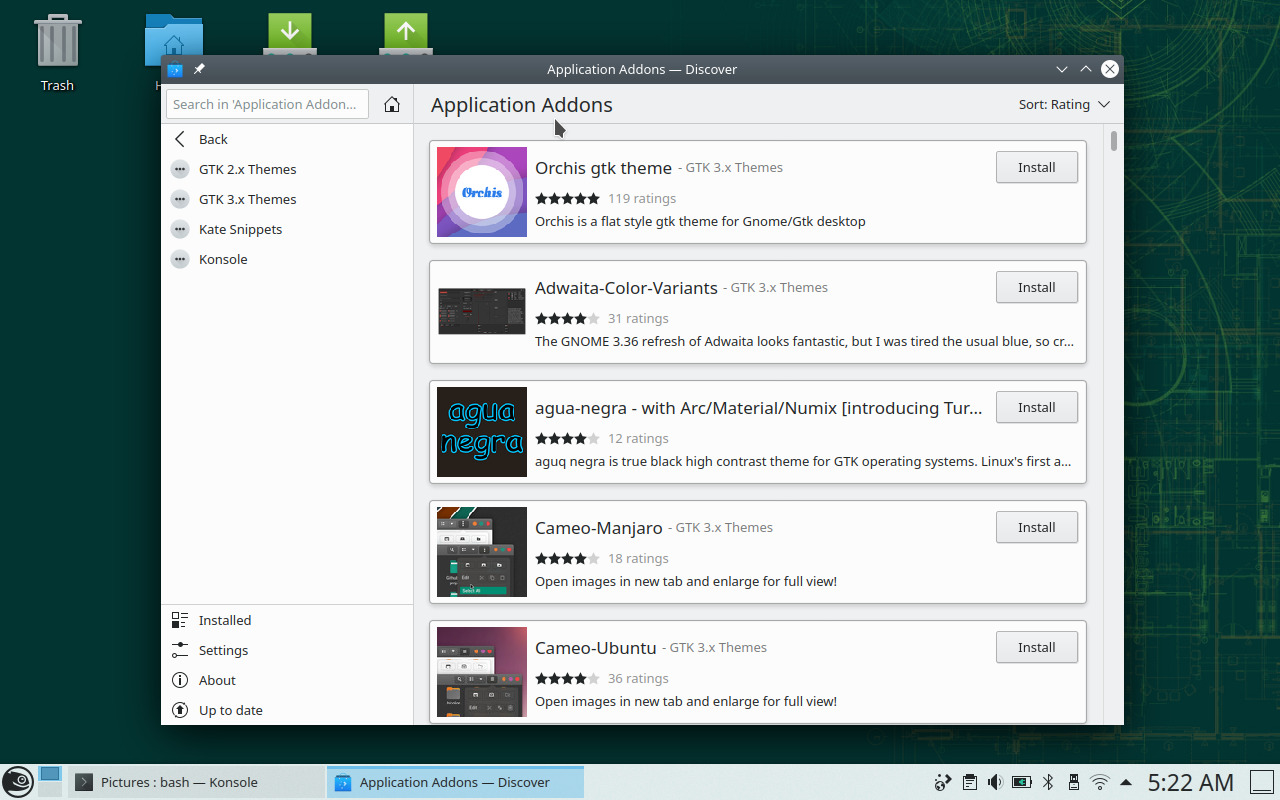 Trash
Application Addons — Discover
Search in 'Application Addon...
Application Addons
Sort: Rating
Back
GTK 2.x Themes
GTK 3.x Themes
Kate Snippets
Konsole
Orchis
Orchis gtk theme - GTK 3.x Themes
Install
119 ratings
Orchis is a flat style gtk theme for Gnome/Gtk desktop
Adwaita-Color-Variants - GTK 3.x Themes
Install
31 ratings
The GNOME 3.36 refresh of Adwaita looks fantastic, but I was tired the usual blue, so cr...
agua
negra
agua-negra - with Arc/Material/Numix [introducing Tur...
Install
12 ratings
aguq negra is true black high contrast theme for GTK operating systems. Linux's first a...
Cameo-Manjaro - GTK 3.x Themes
Install
18 ratings
Open images in new tab and enlarge for full view!
Edit
Select All
Cameo-Ubuntu - GTK 3.x Themes
Install
36 ratings
Open images in new tab and enlarge for full view!
Edit
Installed
Settings
About
Up to date
Pictures : bash — Konsole
Application Addons — Discover
5:22 AM